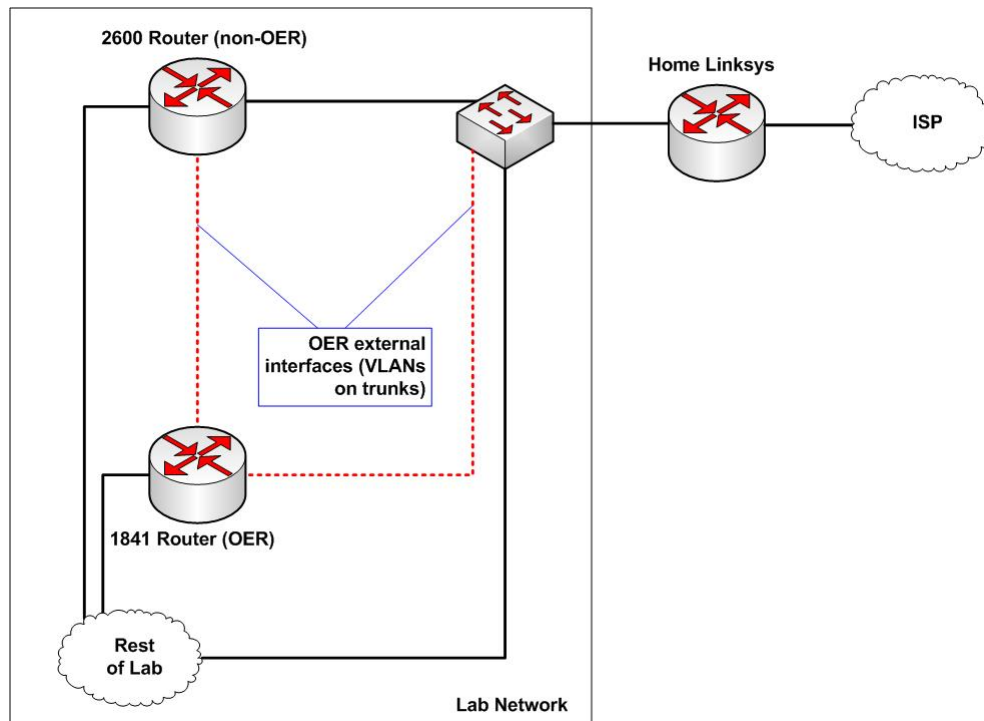 2600 Router (non-OER)
Home Linksys
ISP
OER external
interfaces (VLANs
on trunks)
1841 Router (OER)
Rest
of Lab
Lab Network